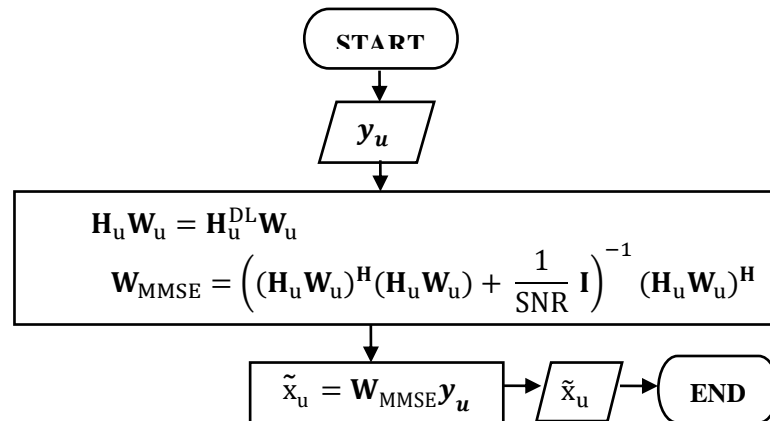 START
𝒚ᵤ
H_u W_u = H_u^DL W_u
W_MMSE = ((H_u W_u)^H (H_u W_u) + 1/SNR I)^−1 (H_u W_u)^H
x̃_u = W_MMSE 𝒚_u
x̃_u
END